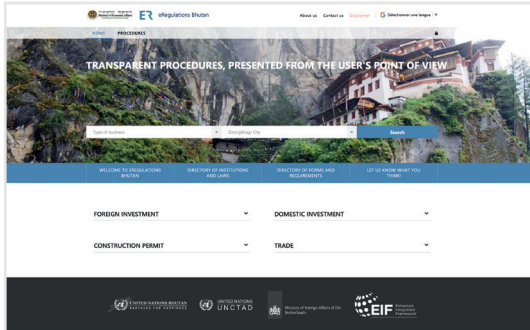 Ministry of Economic Affairs
ER eRegulations Bhutan
About us Contact us Disclaimer G Sélectionner une langue
HOME PROCEDURES
TRANSPARENT PROCEDURES, PRESENTED FROM THE USER'S POINT OF VIEW
Type of business
Dzongkhag/ City
Search
WELCOME TO EREGULATIONS BHUTAN
DIRECTORY OF INSTITUTIONS AND LAWS
DIRECTORY OF FORMS AND REQUIREMENTS
LET US KNOW WHAT YOU THINK!
FOREIGN INVESTMENT
DOMESTIC INVESTMENT
CONSTRUCTION PERMIT
TRADE
UNITED NATIONS BHUTAN
PARTNERS FOR HAPPINESS
UNITED NATIONS
UNCTAD
Ministry of Foreign Affairs of the
Netherlands
EIF
Enhanced
Integrated
Framework